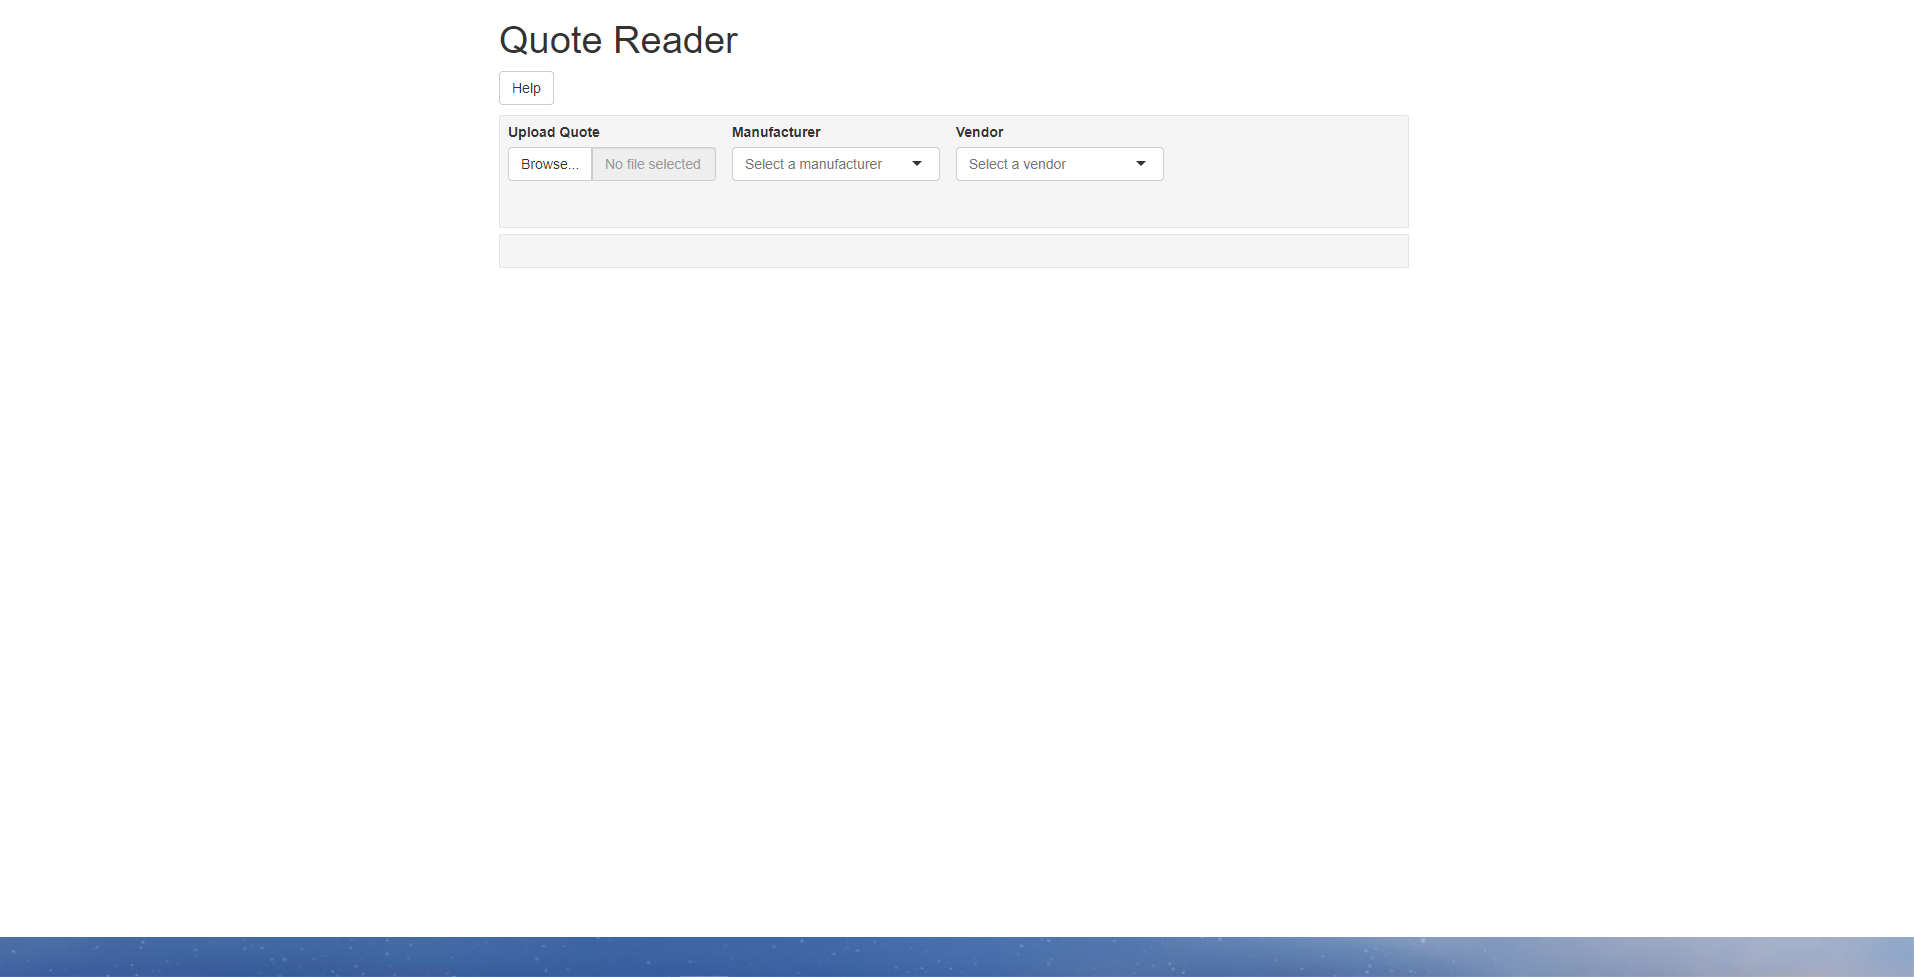 Quote Reader
Help
Upload Quote Manufacturer Vendor
Browse... No file selected Select a manufacturer Select a vendor